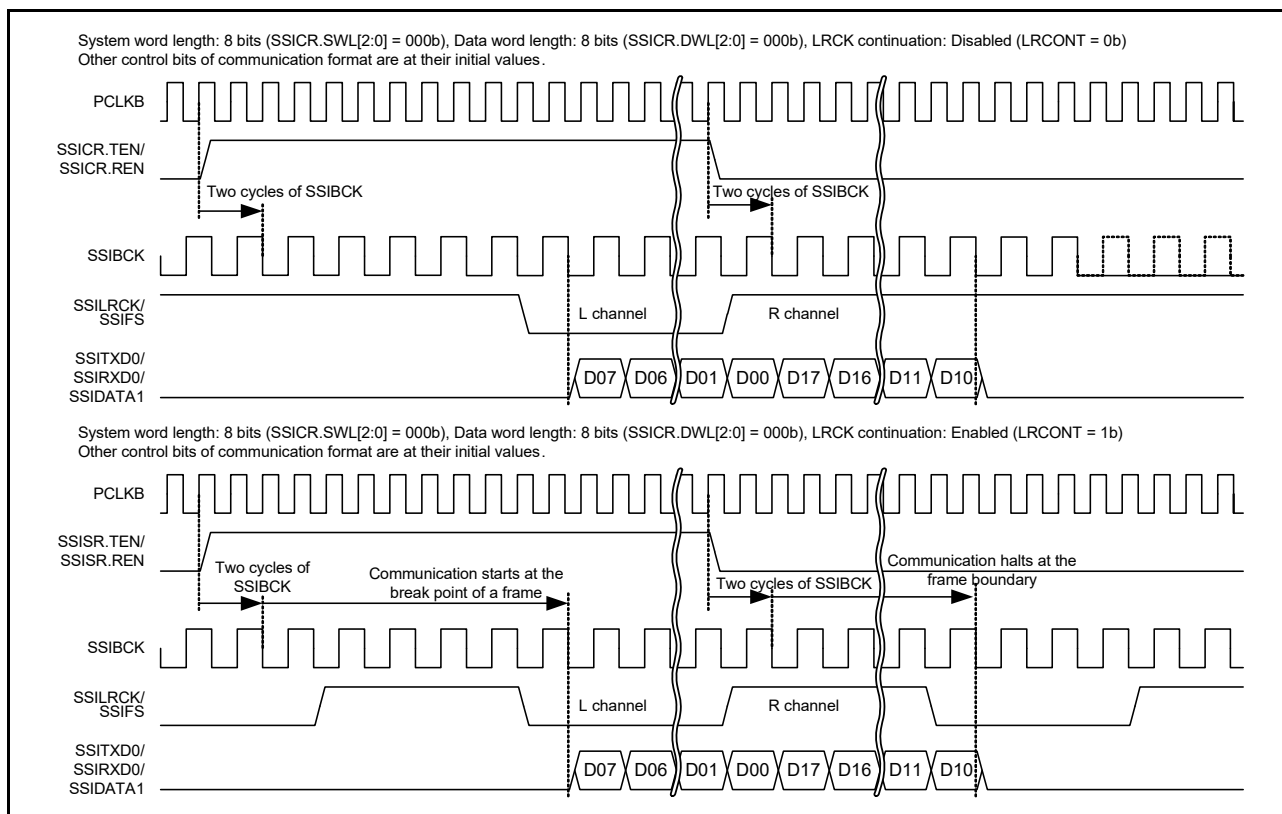 System word length: 8 bits (SSICR.SWL[2:0] = 000b), Data word length: 8 bits (SSICR.DWL[2:0] = 000b), LRCK continuation: Disabled (LRCONT = 0b)
Other control bits of communication format are at their initial values.
PCLKB
SSICR.TEN/
SSICR.REN
Two cycles of SSIBCK
Two cycles of SSIBCK
SSIBCK
SSILRCK/
SSIFS
L channel
R channel
SSITXD0/
SSIRXD0/
SSIDATA1
D07 D06 D01 D00 D17 D16 D11 D10
System word length: 8 bits (SSICR.SWL[2:0] = 000b), Data word length: 8 bits (SSICR.DWL[2:0] = 000b), LRCK continuation: Enabled (LRCONT = 1b)
Other control bits of communication format are at their initial values.
PCLKB
SSISR.TEN/
SSISR.REN
Two cycles of
SSIBCK
Communication starts at the
break point of a frame
Two cycles of SSIBCK
Communication halts at the
frame boundary
SSIBCK
SSILRCK/
SSIFS
L channel
R channel
SSITXD0/
SSIRXD0/
SSIDATA1
D07 D06 D01 D00 D17 D16 D11 D10